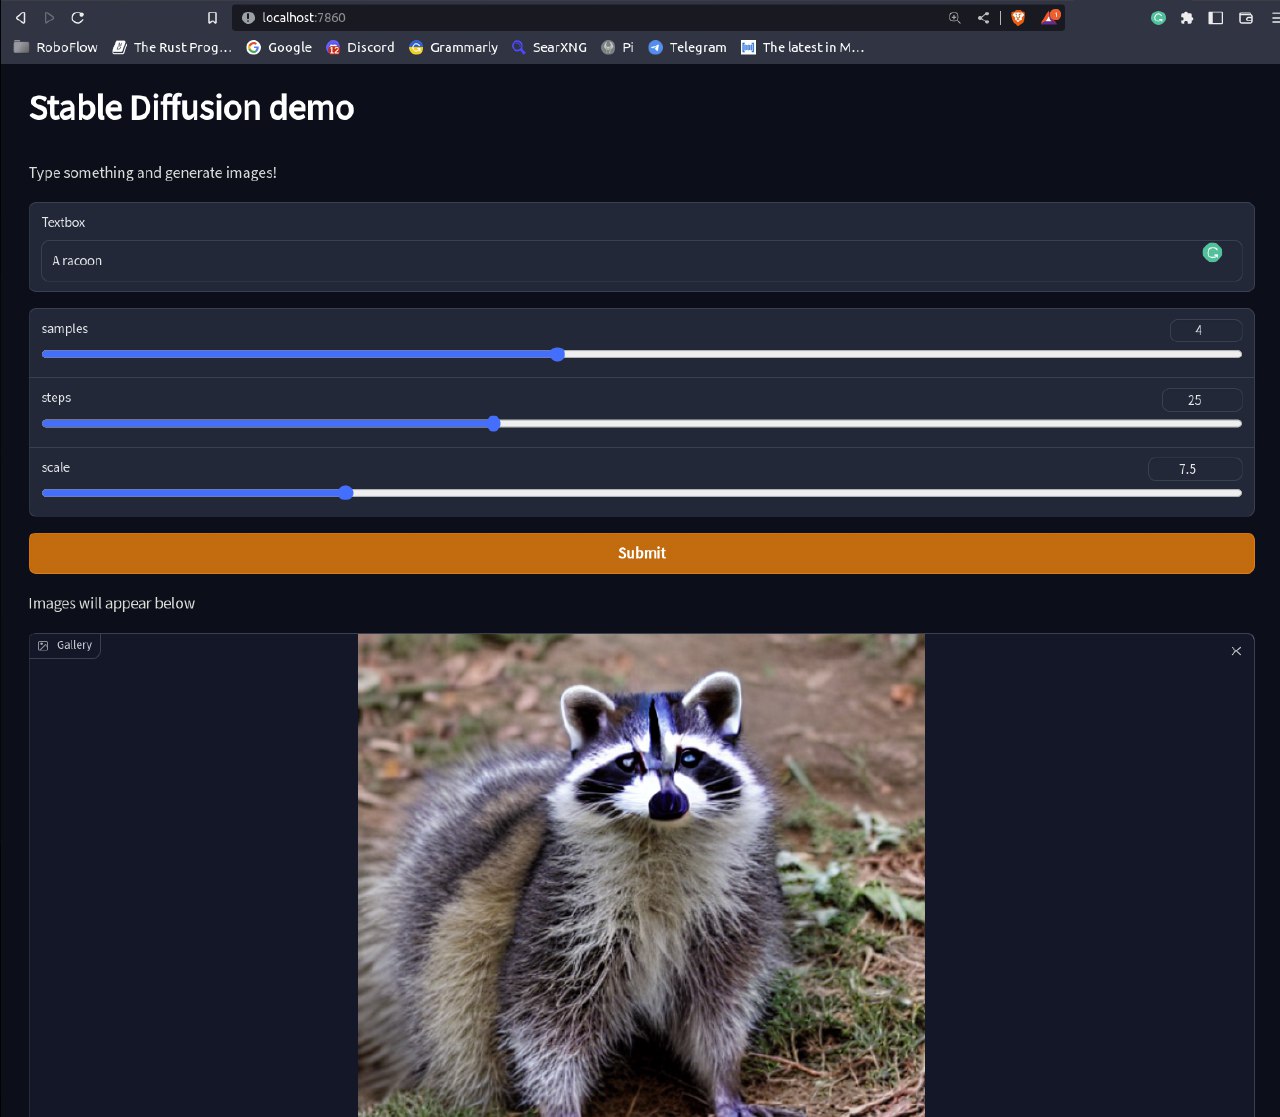 localhost:7860
RoboFlow The Rust Prog... Google Discord Grammarly SearXNG Pi Telegram The latest in M...
Stable Diffusion demo
Type something and generate images!
Textbox
A racoon
samples 4
steps 25
scale 7.5
Submit
Images will appear below
Gallery